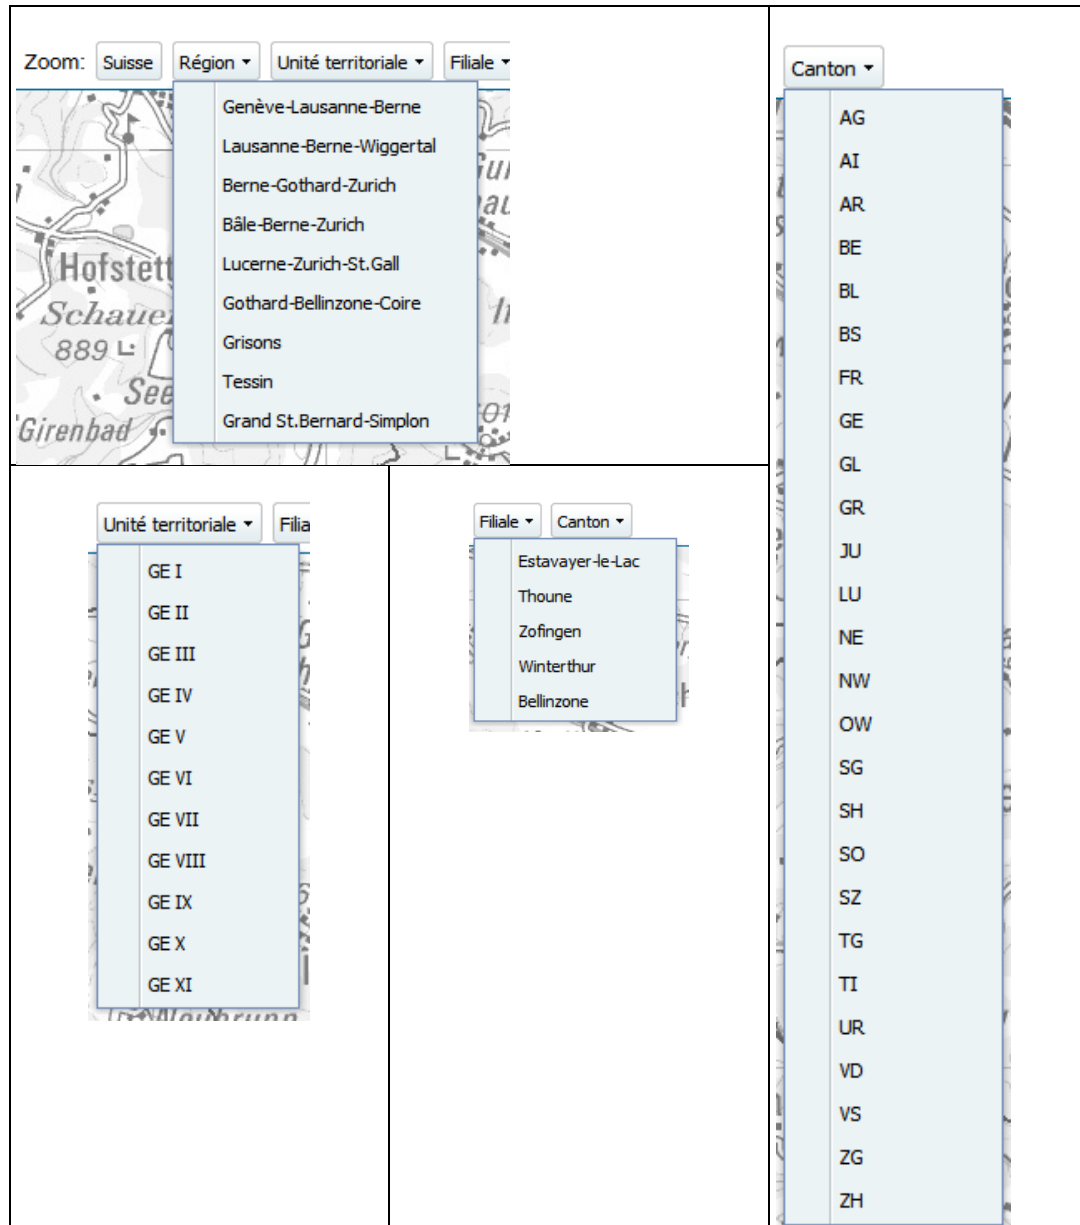 Zoom: Suisse Région Unité territoriale Filiale
Genève-Lausanne-Berne
Lausanne-Berne-Wiggertal
Berne-Gothard-Zurich
Bâle-Berne-Zurich
Lucerne-Zurich-St.Gall
Gothard-Bellinzone-Coire
Grisons
Tessin
Grand St.Bernard-Simplon
Hofstett
Schaue
889
See
Girenbad
Canton
AG
AI
AR
BE
BL
BS
FR
GE
GL
GR
JU
LU
NE
NW
OW
SG
SH
SO
SZ
TG
TI
UR
VD
VS
ZG
ZH
Unité territoriale Filia
GE I
GE II
GE III
GE IV
GE V
GE VI
GE VII
GE VIII
GE IX
GE X
GE XI
Filiale Canton
Estavayer-le-Lac
Thoune
Zofingen
Winterthur
Bellinzone